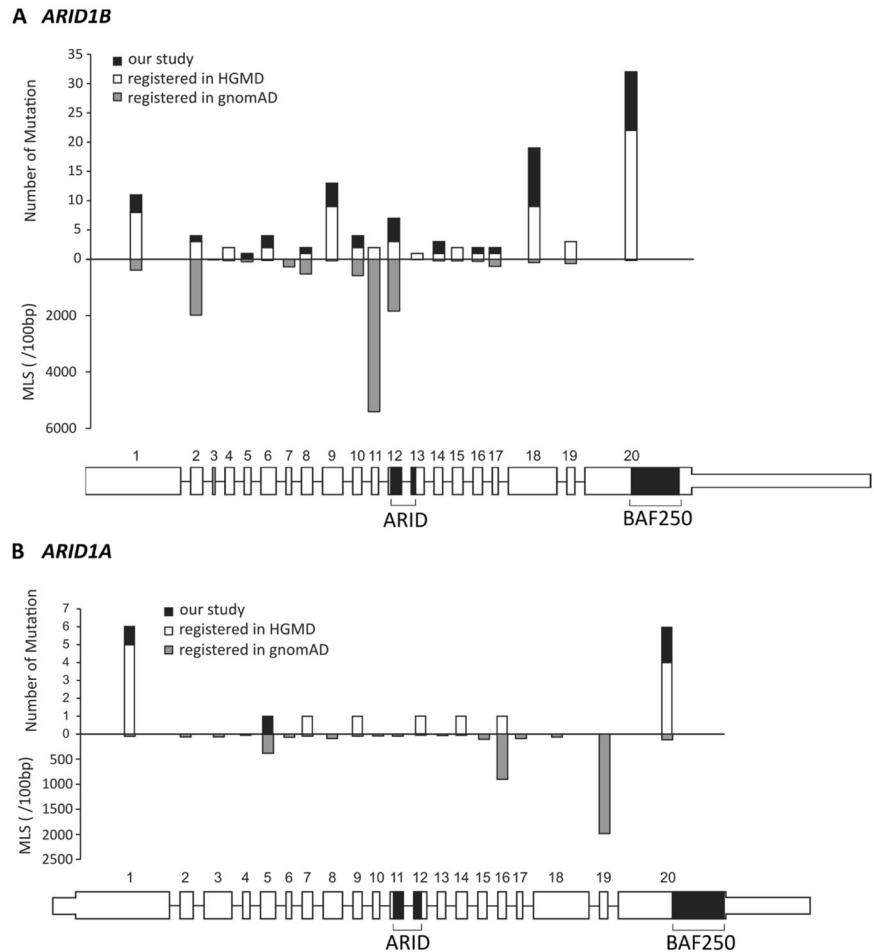 A ARID1B
our study
registered in HGMD
registered in gnomAD
Number of Mutation
35
30
25
20
15
10
5
0
MLS ( /100bp)
2000
4000
6000
1 2 3 4 5 6 7 8 9 10 11 12 13 14 15 16 17 18 19 20
ARID BAF250
B ARID1A
our study
registered in HGMD
registered in gnomAD
Number of Mutation
7
6
5
4
3
2
1
0
MLS ( /100bp)
500
1000
1500
2000
2500
1 2 3 4 5 6 7 8 9 10 11 12 13 14 15 16 17 18 19 20
ARID BAF250